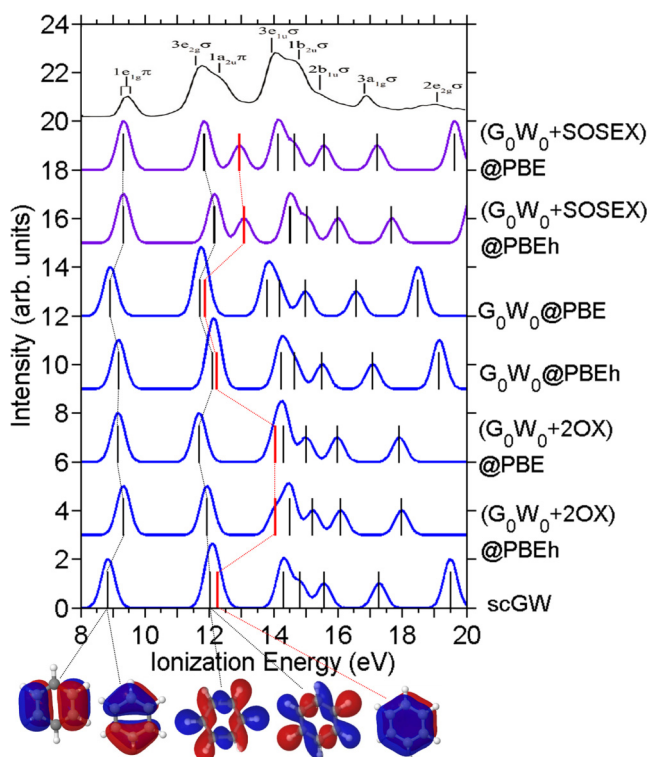 3e₁ᵤσ
3e₂gσ 1b₂ᵤσ
1a₂ᵤπ
1e₁gπ 2b₁ᵤσ 3a₁gσ 2e₂gσ
24
22
20
18
16
14
12
10
8
6
4
2
0
Intensity (arb. units)
(G₀W₀+SOSEX)
@PBE
(G₀W₀+SOSEX)
@PBEh
G₀W₀@PBE
G₀W₀@PBEh
(G₀W₀+2OX)
@PBE
(G₀W₀+2OX)
@PBEh
scGW
8 10 12 14 16 18 20
Ionization Energy (eV)